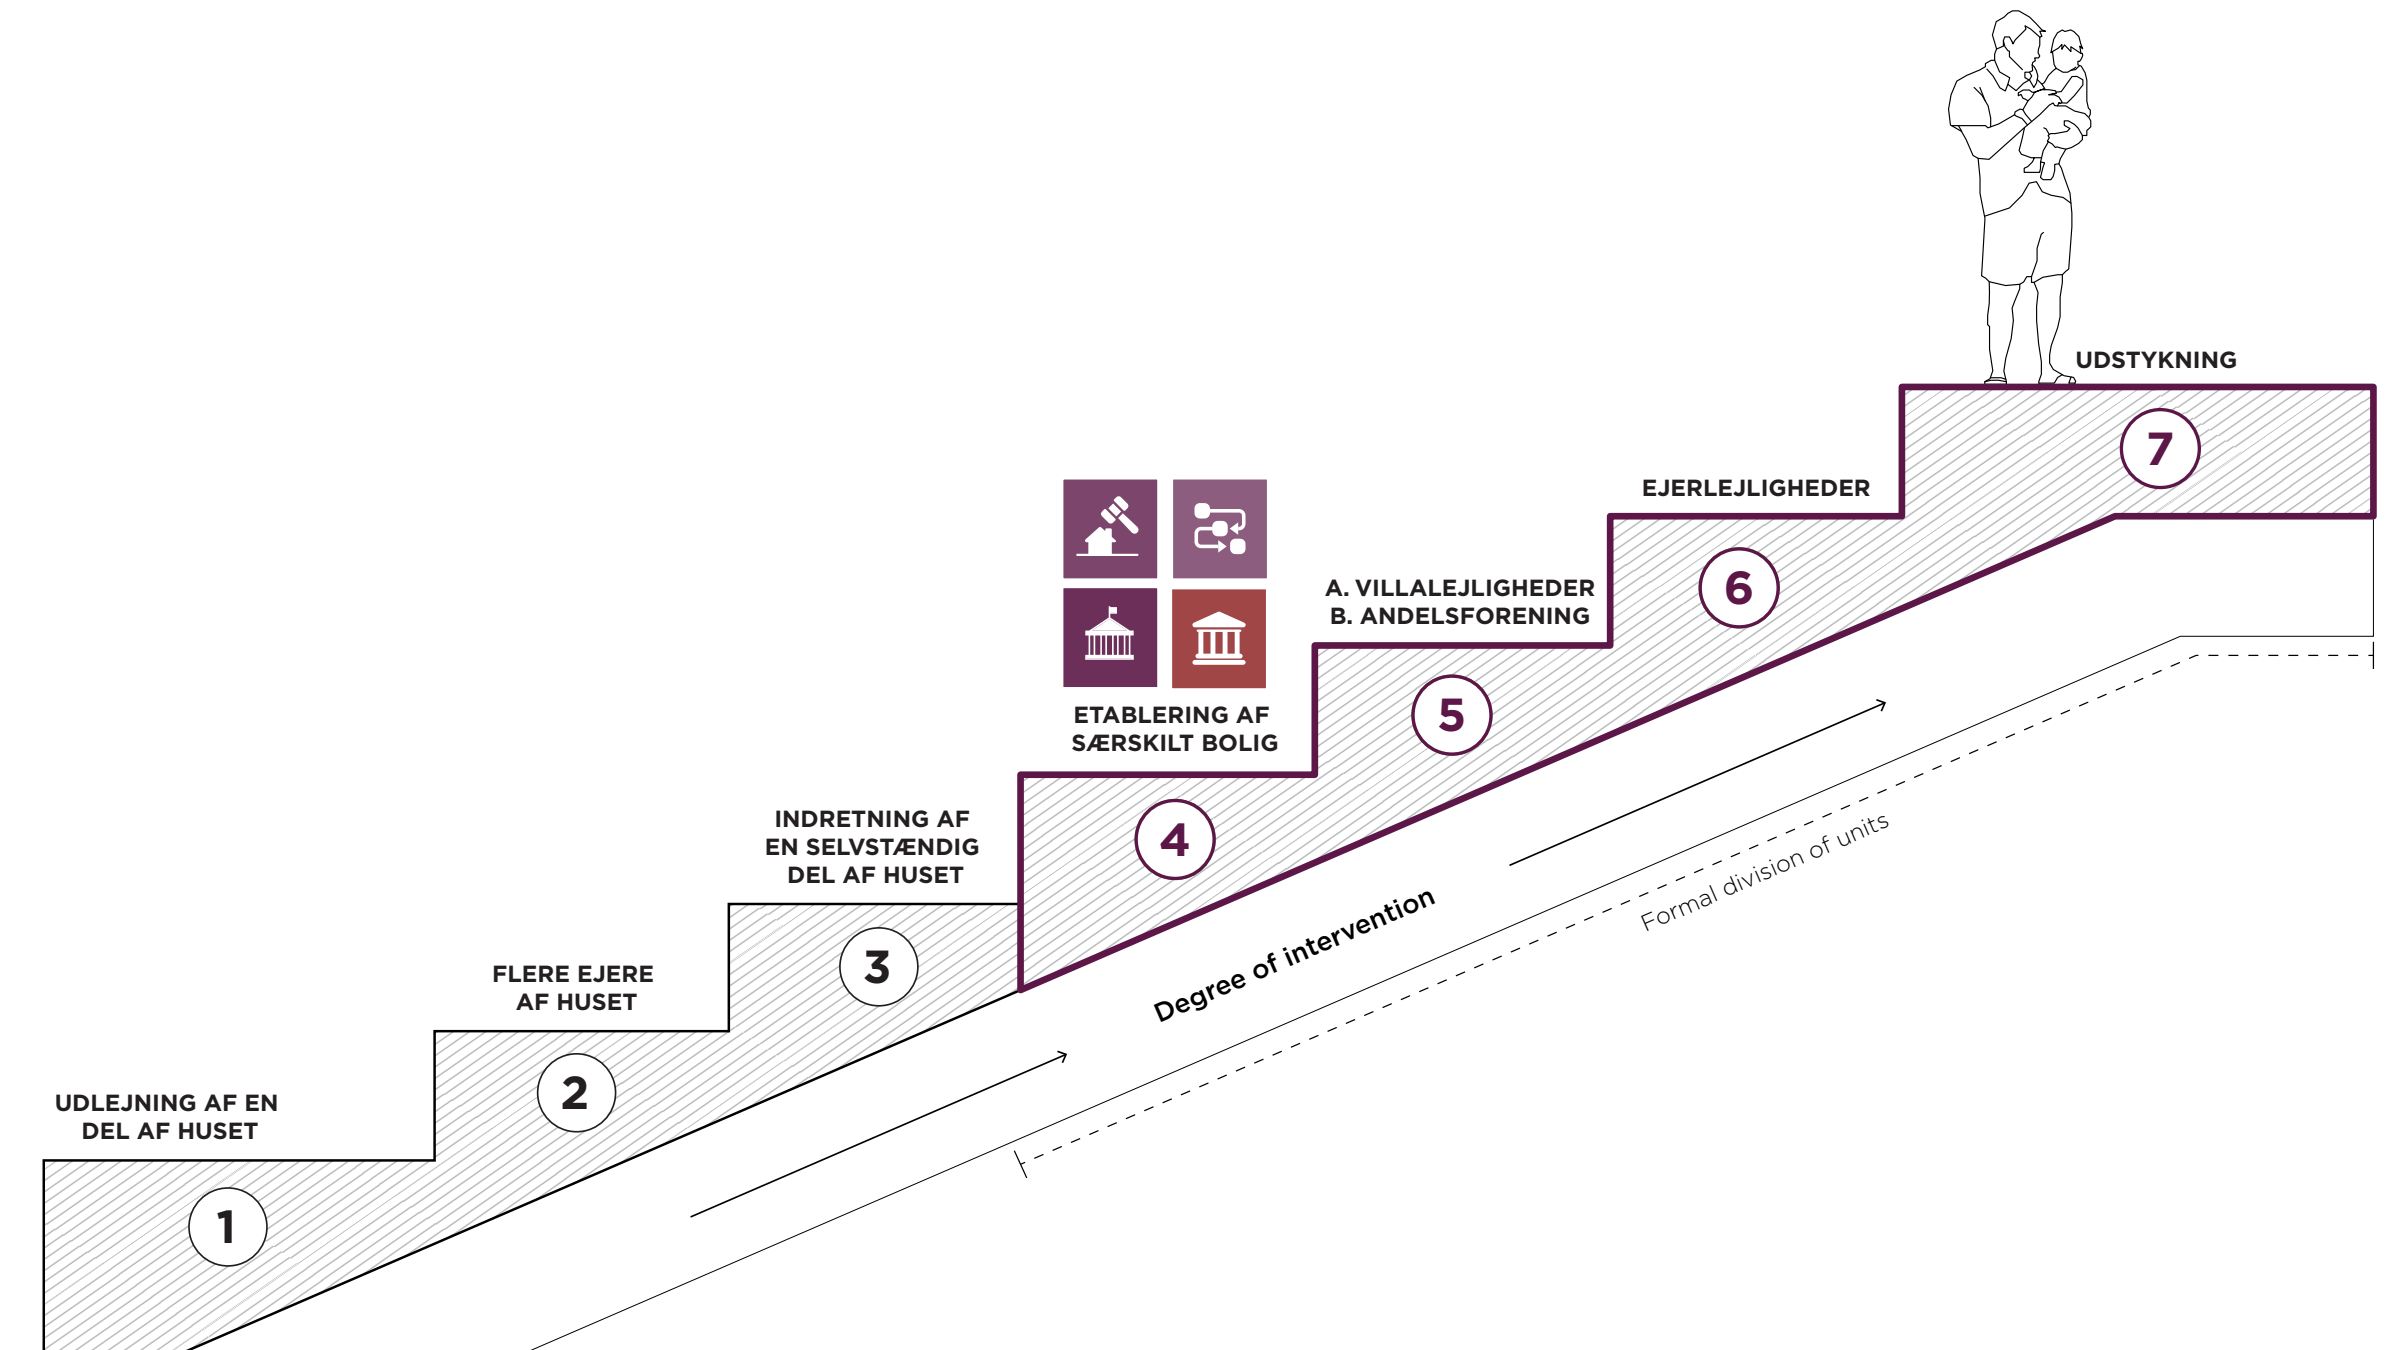 UDSTYKNING
7
EJERLEJLIGHEDER
6
A. VILLALEJLIGHEDER
B. ANDELSFORENING
5
ETABLERING AF
SÆRSKILT BOLIG
4
INDRETNING AF
EN SELVSTÆNDIG
DEL AF HUSET
3
FLERE EJERE
AF HUSET
2
UDLEJNING AF EN
DEL AF HUSET
1
Degree of intervention
Formal division of units